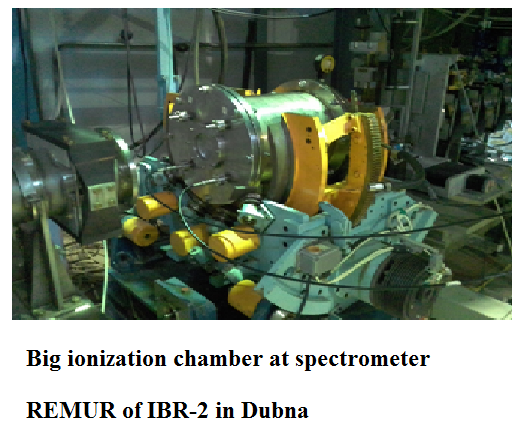 Big ionization chamber at spectrometer
REMUR of IBR-2 in Dubna